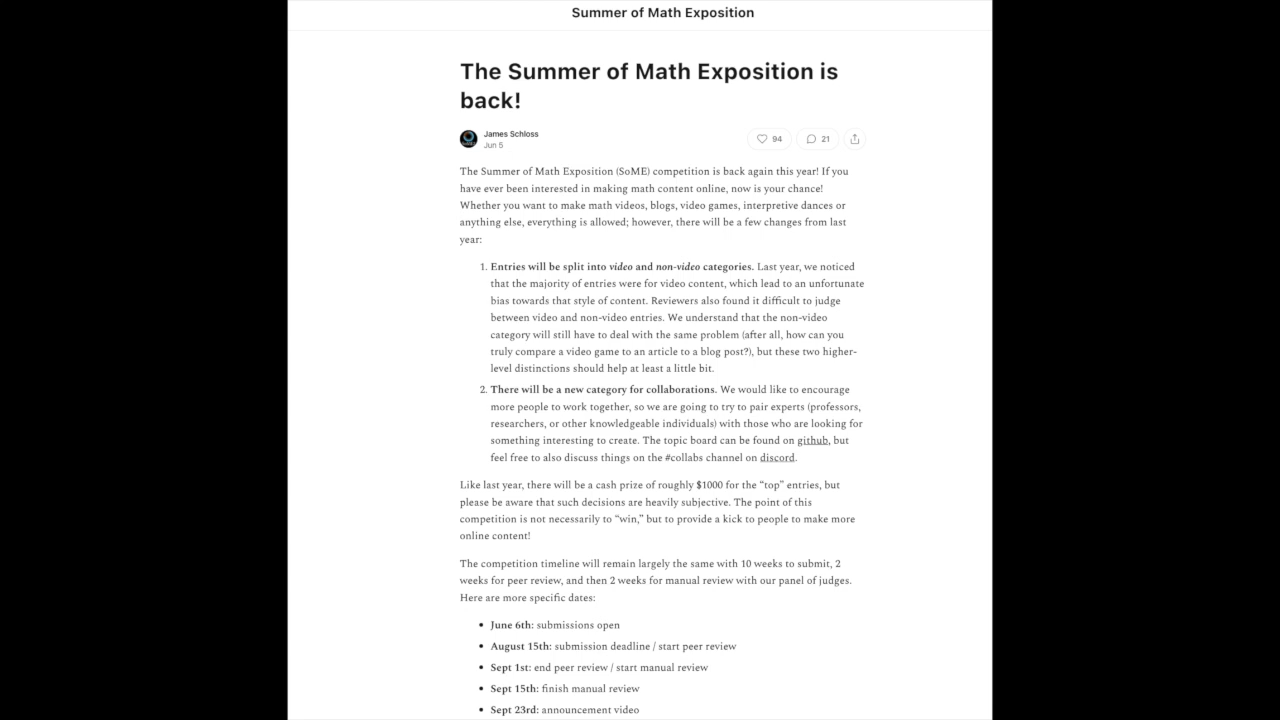 Summer of Math Exposition
The Summer of Math Exposition is
back!
James Schloss
Jun 5
94
21
The Summer of Math Exposition (SoME) competition is back again this year! If you
have ever been interested in making math content online, now is your chance!
Whether you want to make math videos, blogs, video games, interpretive dances or
anything else, everything is allowed; however, there will be a few changes from last
year:
1. Entries will be split into video and non-video categories. Last year, we noticed
that the majority of entries were for video content, which lead to an unfortunate
bias towards that style of content. Reviewers also found it difficult to judge
between video and non-video entries. We understand that the non-video
category will still have to deal with the same problem (after all, how can you
truly compare a video game to an article to a blog post?), but these two higher-
level distinctions should help at least a little bit.
2. There will be a new category for collaborations. We would like to encourage
more people to work together, so we are going to try to pair experts (professors,
researchers, or other knowledgeable individuals) with those who are looking for
something interesting to create. The topic board can be found on github, but
feel free to also discuss things on the #collabs channel on discord.
Like last year, there will be a cash prize of roughly $1000 for the “top” entries, but
please be aware that such decisions are heavily subjective. The point of this
competition is not necessarily to “win,” but to provide a kick to people to make more
online content!
The competition timeline will remain largely the same with 10 weeks to submit, 2
weeks for peer review, and then 2 weeks for manual review with our panel of judges.
Here are more specific dates:
• June 6th: submissions open
• August 15th: submission deadline / start peer review
• Sept 1st: end peer review / start manual review
• Sept 15th: finish manual review
• Sept 23rd: announcement video